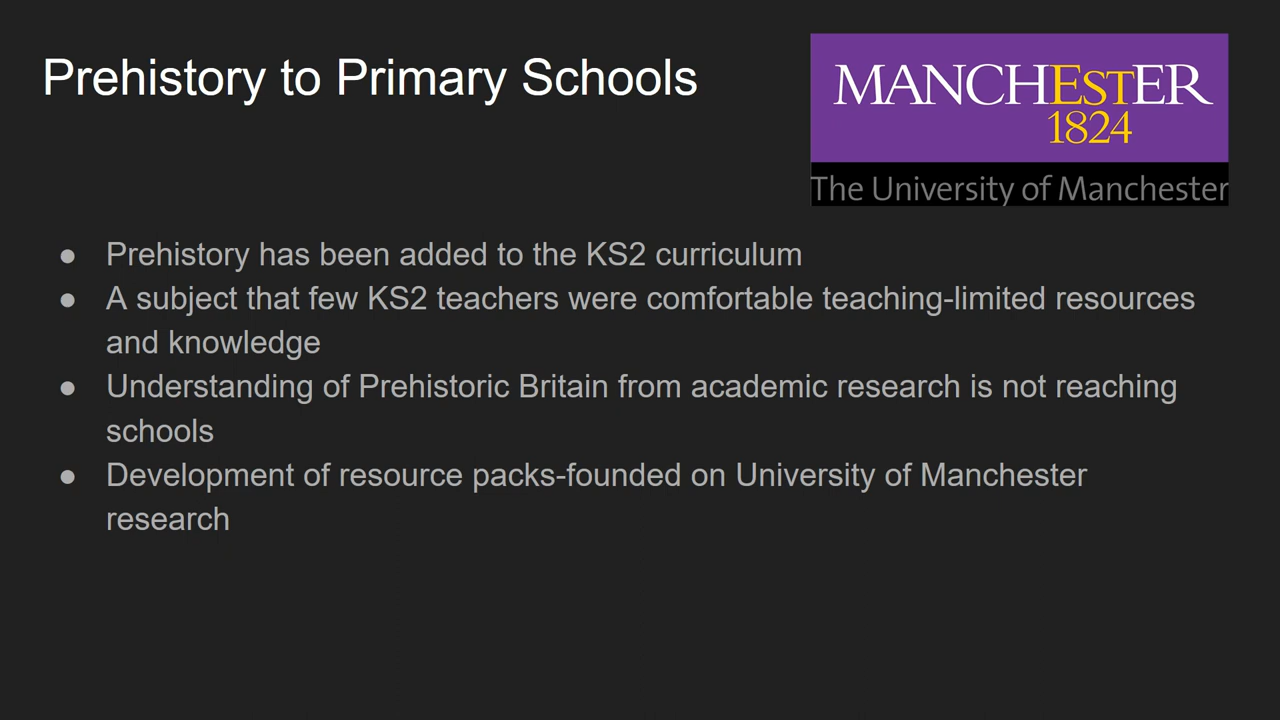 Prehistory to Primary Schools
MANCHEsTER
1824
The University of Manchester
● Prehistory has been added to the KS2 curriculum
● A subject that few KS2 teachers were comfortable teaching-limited resources
and knowledge
● Understanding of Prehistoric Britain from academic research is not reaching
schools
● Development of resource packs-founded on University of Manchester
research